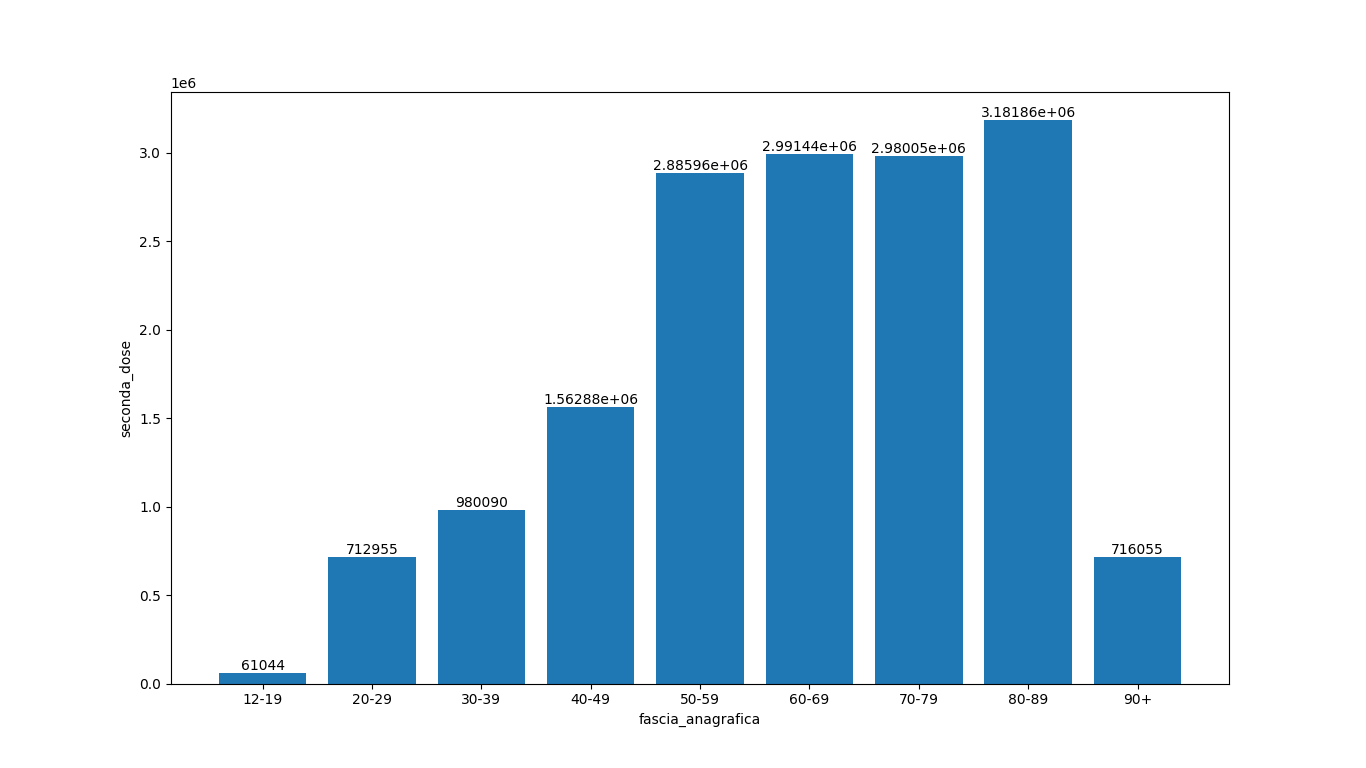 1e6
3.18186e+06
2.88596e+06
2.99144e+06
2.98005e+06
3.0
2.5
2.0
1.56288e+06
1.5
980090
1.0
712955
716055
0.5
61044
0.0
seconda_dose
12-19 20-29 30-39 40-49 50-59 60-69 70-79 80-89 90+
fascia_anagrafica